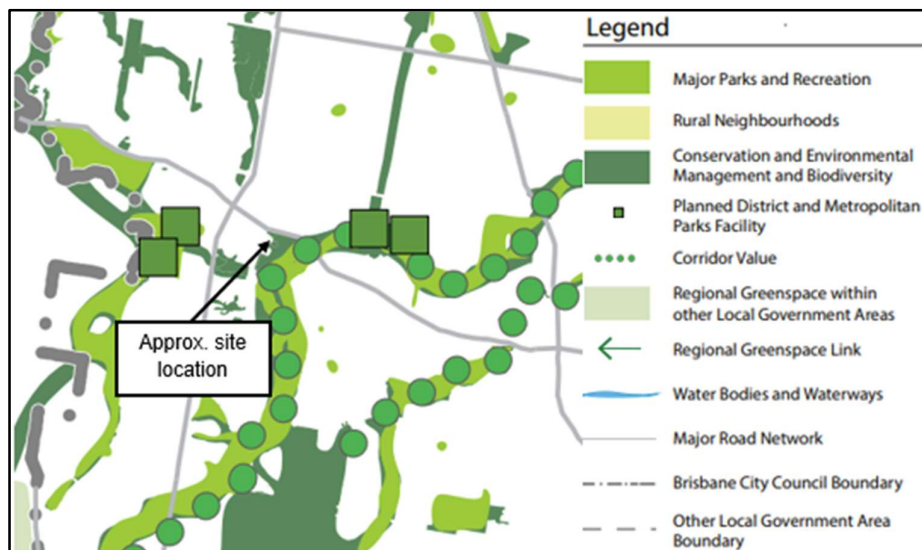 Approx. site
location
Legend
Major Parks and Recreation
Rural Neighbourhoods
Conservation and Environmental
Management and Biodiversity
Planned District and Metropolitan
Parks Facility
Corridor Value
Regional Greenspace within
other Local Government Areas
Regional Greenspace Link
Water Bodies and Waterways
Major Road Network
Brisbane City Council Boundary
Other Local Government Area
Boundary